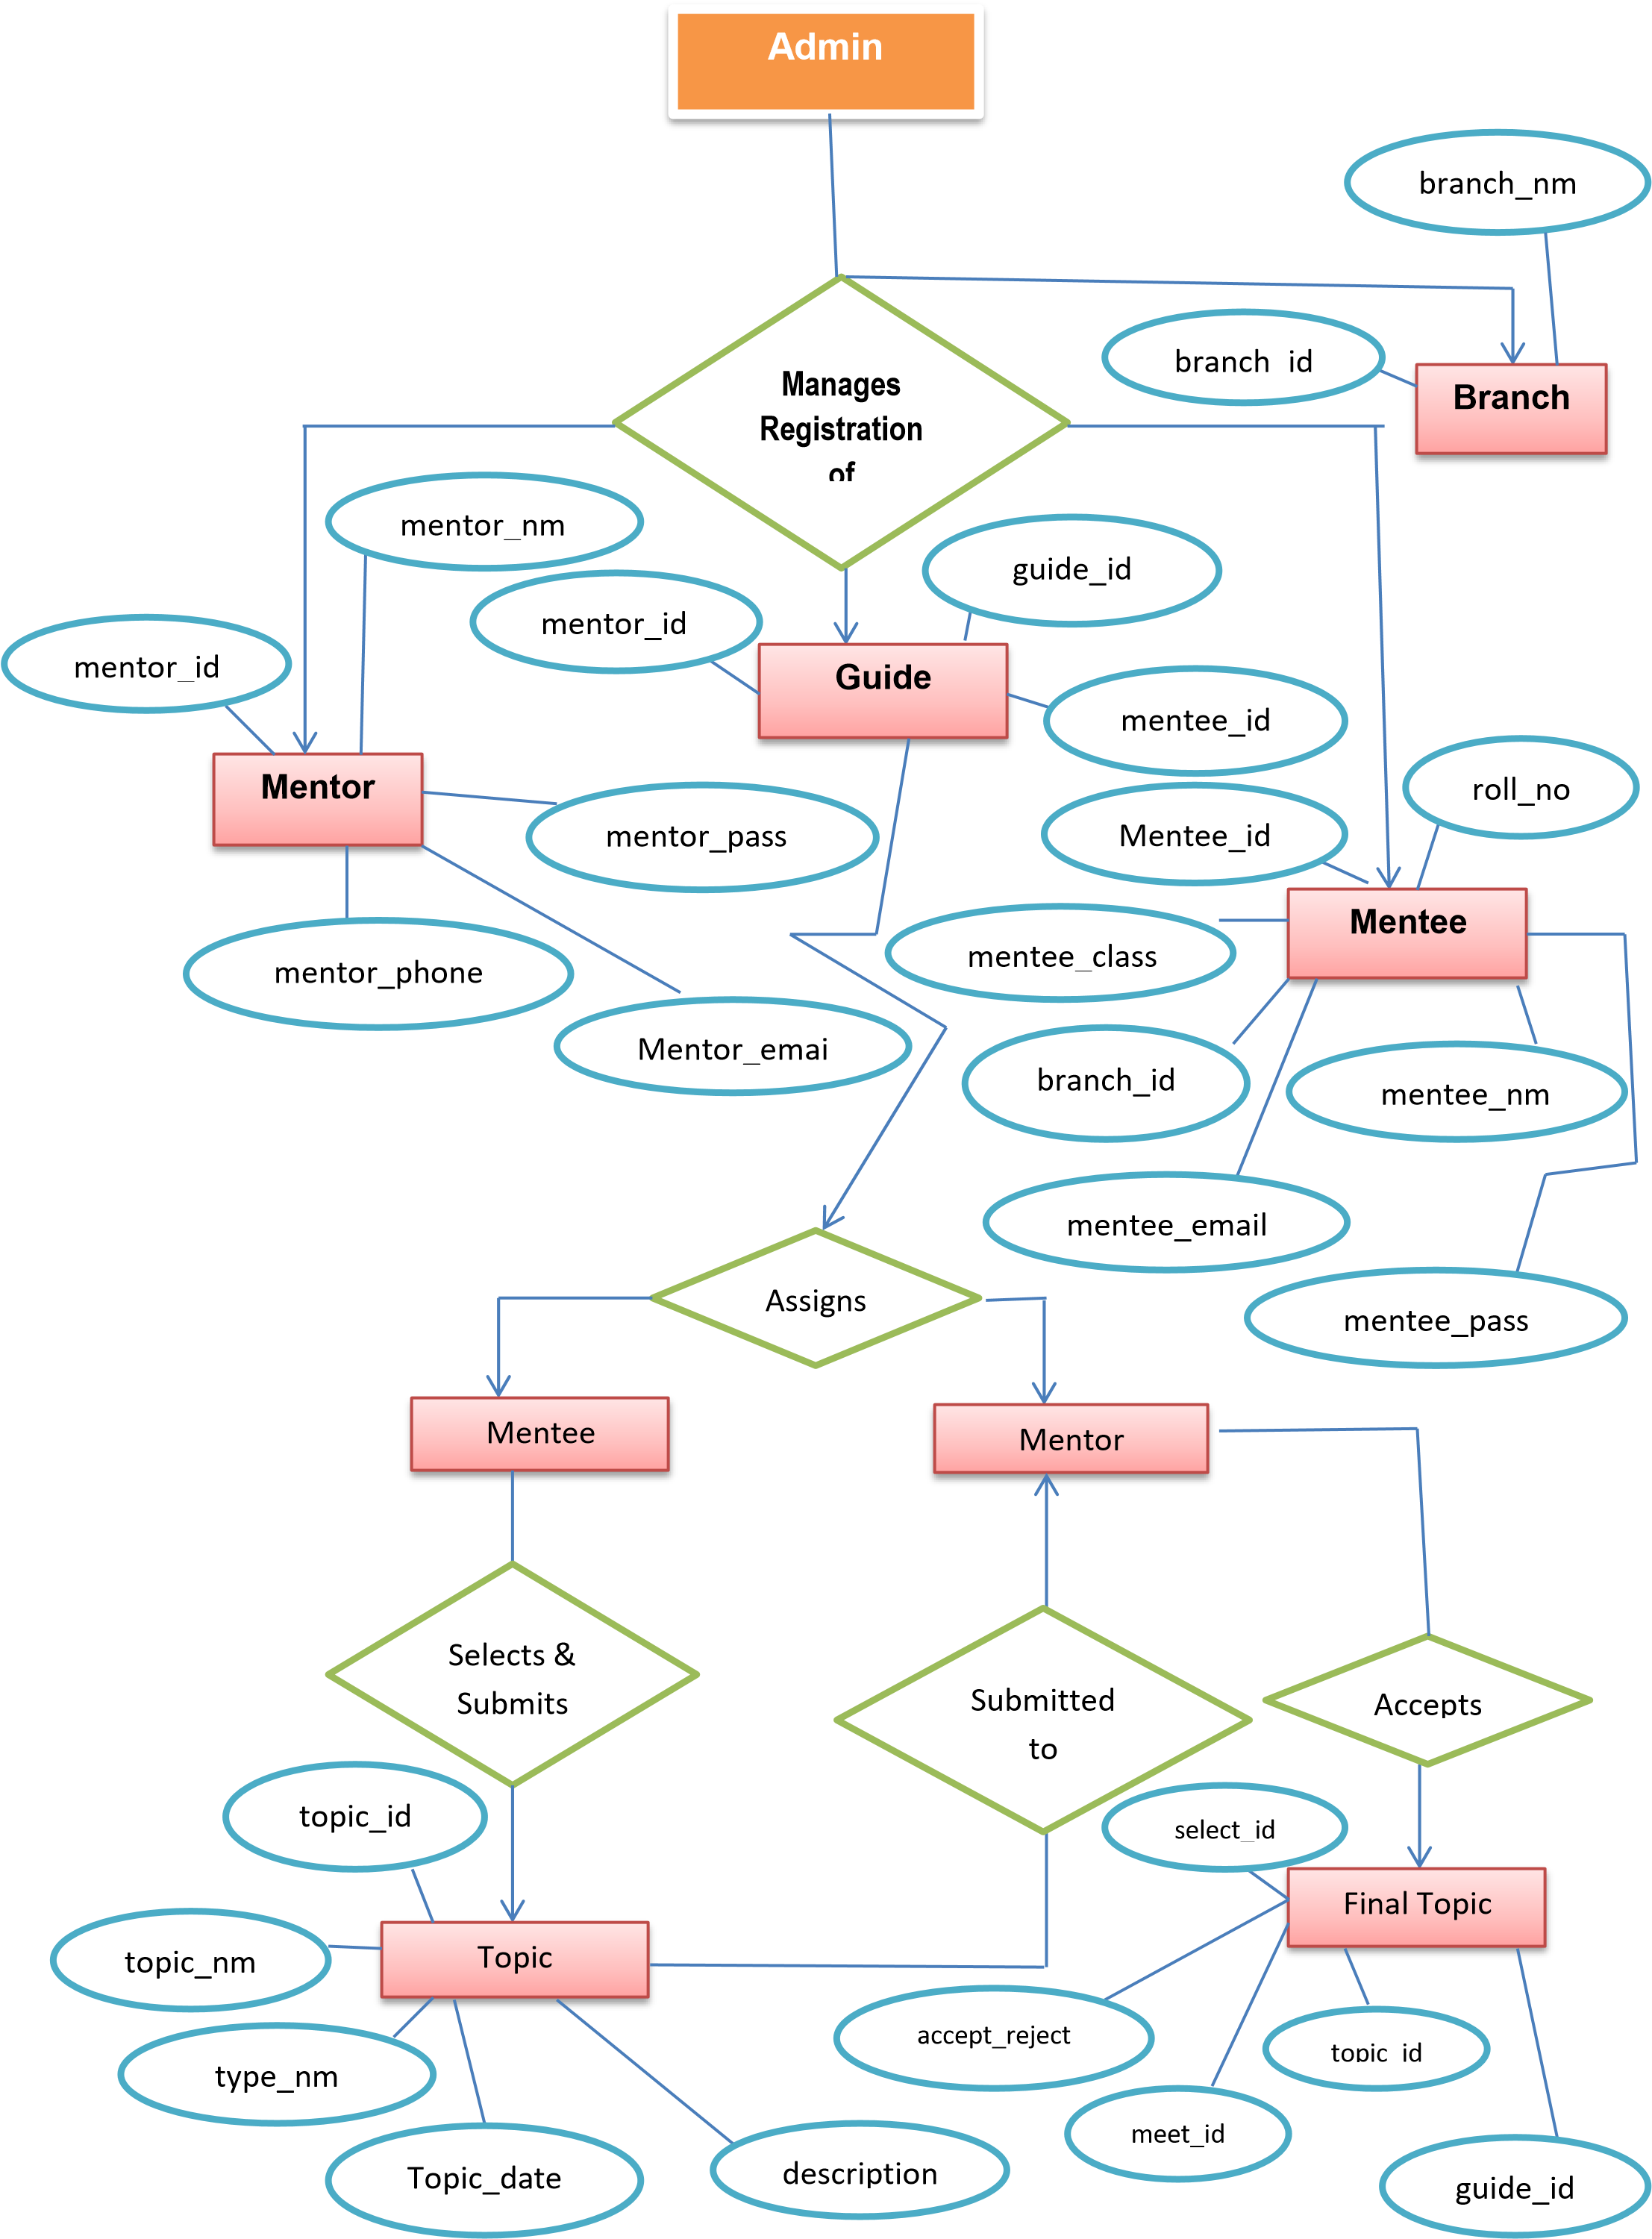 Admin
branch_nm
branch_id
Branch
Manages
Registration
of
mentor_nm
guide_id
mentor_id
mentor_id
Guide
mentee_id
Mentor
roll_no
mentor_pass
Mentee_id
Mentee
mentee_class
mentor_phone
Mentor_emai
branch_id
mentee_nm
mentee_email
Assigns
mentee_pass
Mentee
Mentor
Selects &
Submits
Submitted
to
Accepts
topic_id
select_id
Final Topic
topic_nm
Topic
accept_reject
topic_id
type_nm
meet_id
Topic_date
description
guide_id